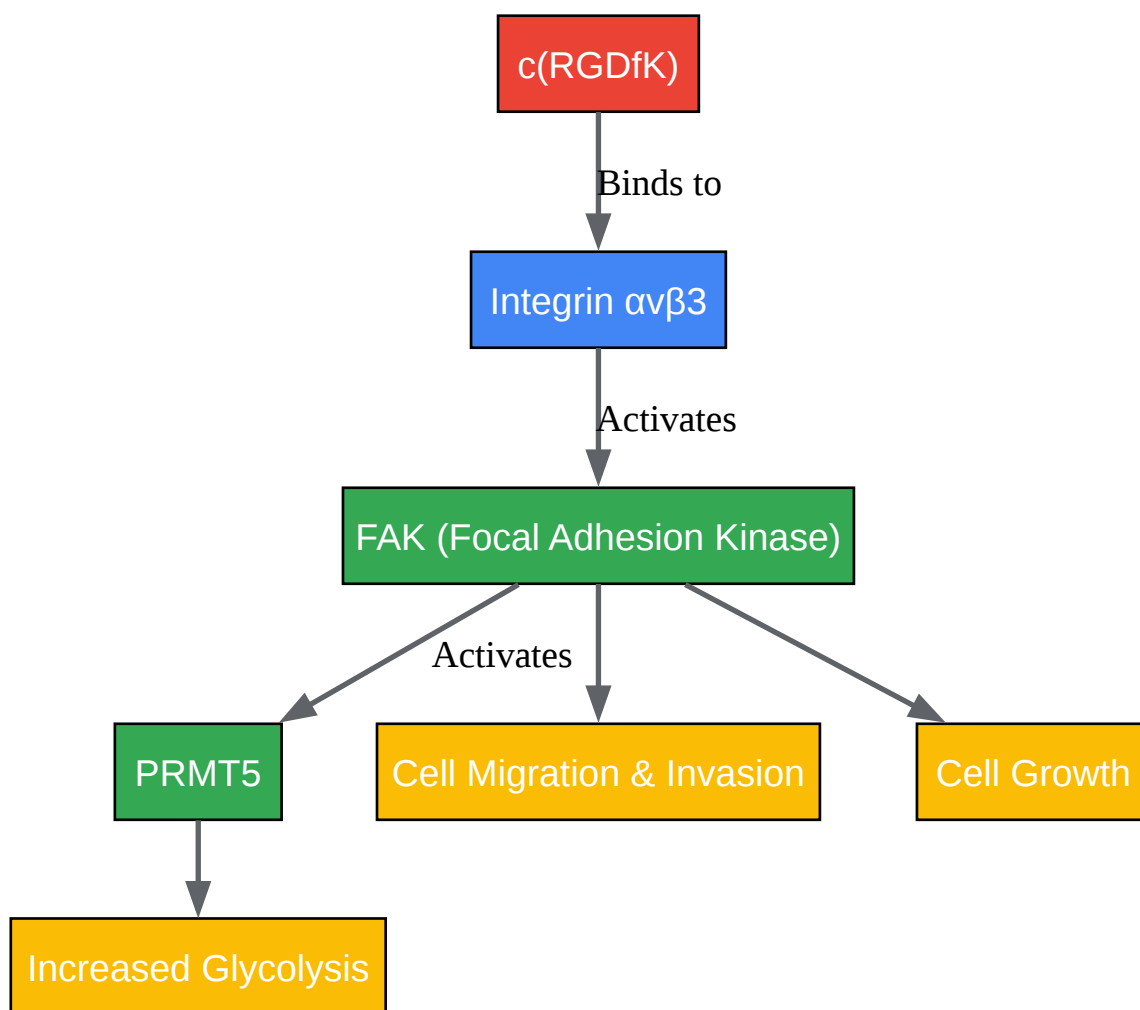 c(RGDfK)
Binds to
Integrin αvβ3
Activates
FAK (Focal Adhesion Kinase)
Activates
PRMT5
Cell Migration & Invasion
Cell Growth
Increased Glycolysis